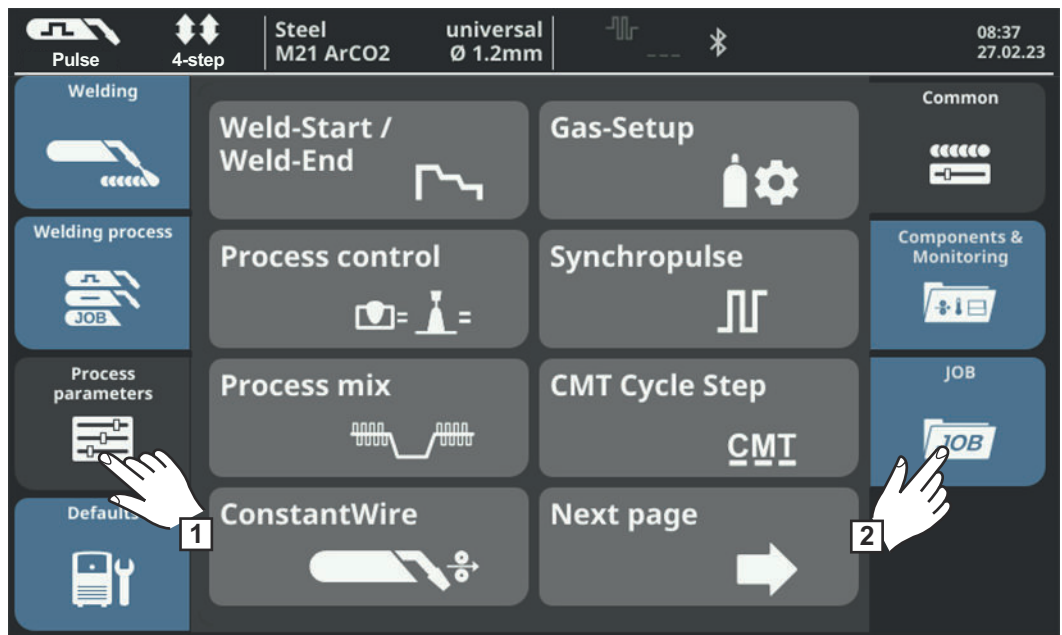 Pulse
4-step
Steel universal
M21 ArCO2 Ø 1.2mm
---
08:37
27.02.23
Welding
Welding process
JOB
Process
parameters
1
Defaults
Weld-Start /
Weld-End
Gas-Setup
Process control
=
=
Synchropulse
Process mix
CMT Cycle Step
CMT
ConstantWire
Next page
Common
Components &
Monitoring
JOB
JOB
2